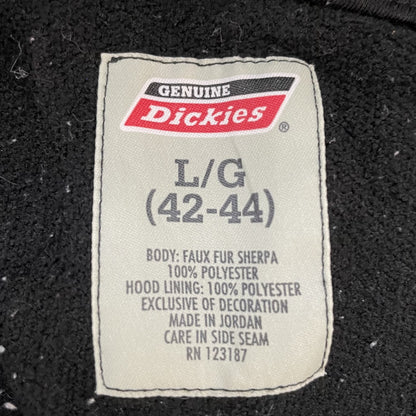 GENUINE
Dickies®
L/G
(42-44)
BODY: FAUX FUR SHERPA
100% POLYESTER
HOOD LINING: 100% POLYESTER
EXCLUSIVE OF DECORATION
MADE IN JORDAN
CARE IN SIDE SEAM
RN 123187